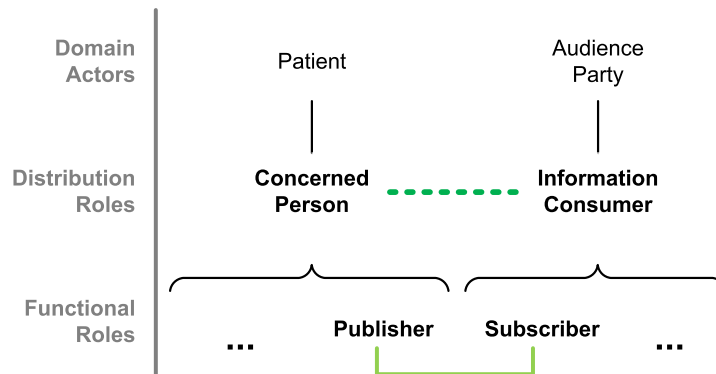 Domain
Actors
Patient
Audience
Party
Distribution
Roles
Concerned
Person
Information
Consumer
Functional
Roles
...
Publisher
Subscriber
...